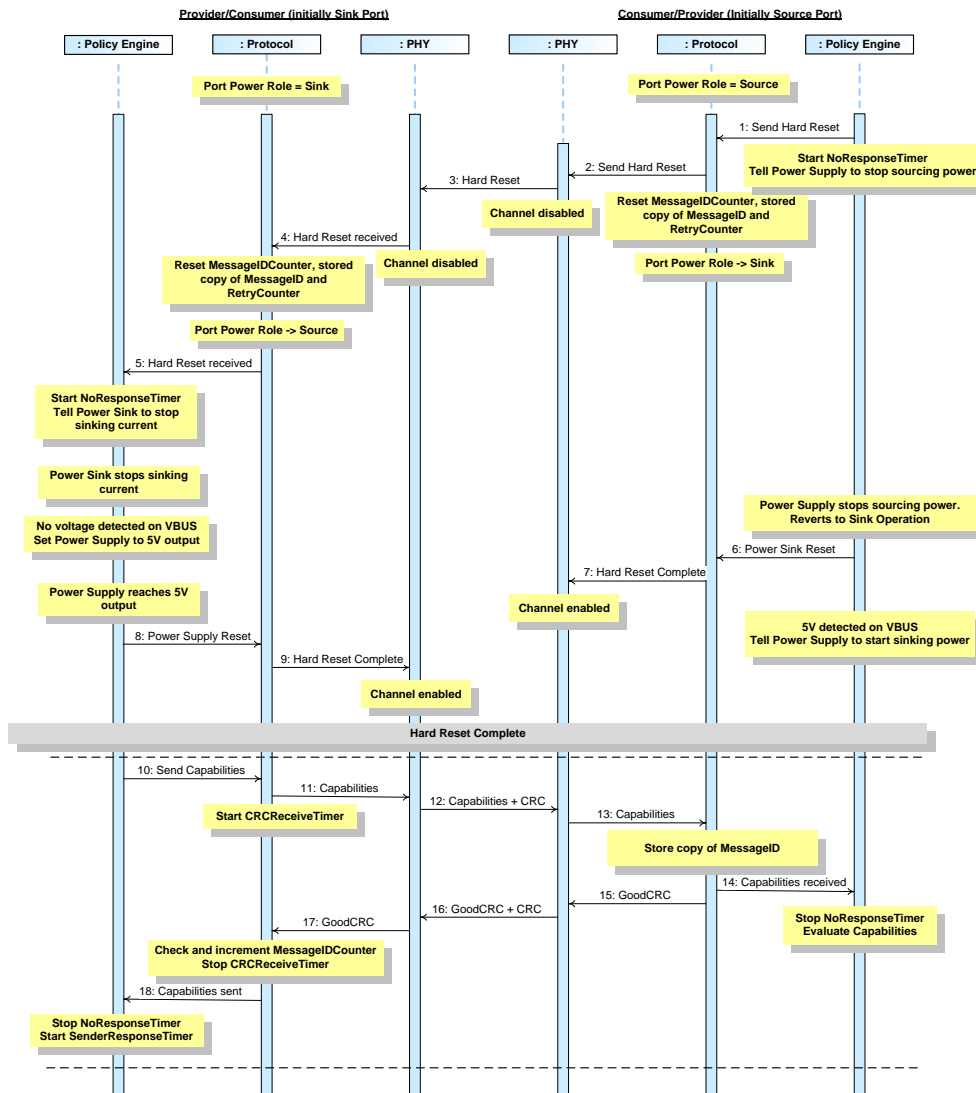 Provider/Consumer (initially Sink Port)
Consumer/Provider (Initially Source Port)
: Policy Engine
: Protocol
: PHY
: PHY
: Protocol
: Policy Engine
Port Power Role = Sink
Port Power Role = Source
1: Send Hard Reset
Start NoResponseTimer
Tell Power Supply to stop sourcing power
2: Send Hard Reset
3: Hard Reset
Channel disabled
Reset MessageIDCounter, stored
copy of MessageID and
RetryCounter
4: Hard Reset received
Channel disabled
Reset MessageIDCounter, stored
copy of MessageID and
RetryCounter
Port Power Role -> Sink
Port Power Role -> Source
5: Hard Reset received
Start NoResponseTimer
Tell Power Sink to stop
sinking current
Power Sink stops sinking
current
Power Supply stops sourcing power.
Reverts to Sink Operation
No voltage detected on VBUS
Set Power Supply to 5V output
6: Power Sink Reset
7: Hard Reset Complete
Power Supply reaches 5V
output
Channel enabled
5V detected on VBUS
Tell Power Supply to start sinking power
8: Power Supply Reset
9: Hard Reset Complete
Channel enabled
Hard Reset Complete
10: Send Capabilities
11: Capabilities
12: Capabilities + CRC
Start CRCReceiveTimer
13: Capabilities
Store copy of MessageID
14: Capabilities received
15: GoodCRC
16: GoodCRC + CRC
Stop NoResponseTimer
Evaluate Capabilities
17: GoodCRC
Check and increment MessageIDCounter
Stop CRCReceiveTimer
18: Capabilities sent
Stop NoResponseTimer
Start SenderResponseTimer